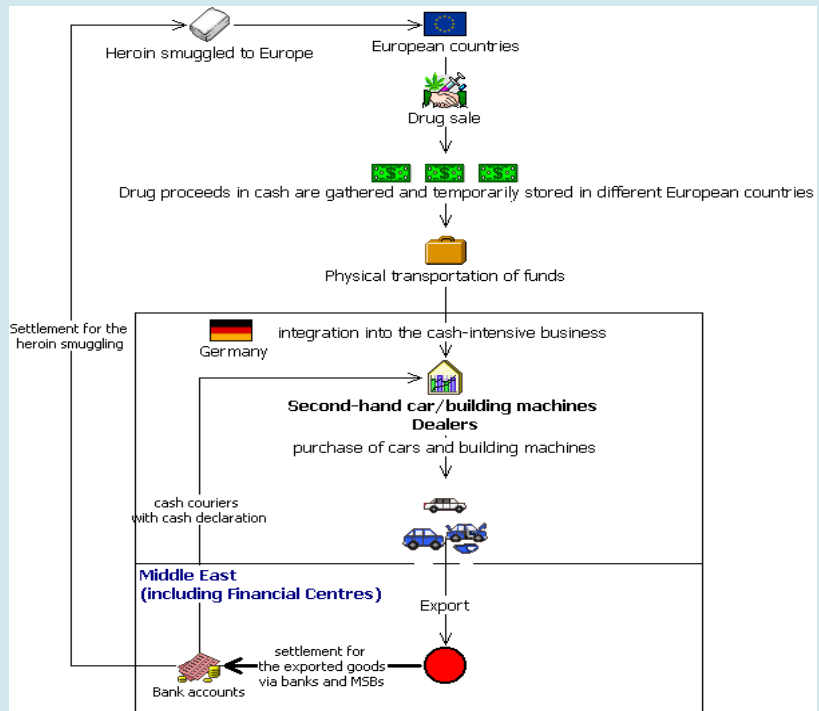 Heroin smuggled to Europe
European countries
Drug sale
Drug proceeds in cash are gathered and temporarily stored in different European countries
Physical transportation of funds
Settlement for the
heroin smuggling
Germany
integration into the cash-intensive business
Second-hand car/building machines
Dealers
purchase of cars and building machines
cash couriers
with cash declaration
Middle East
(including Financial Centres)
Export
settlement for
the exported goods
via banks and MSBs
Bank accounts